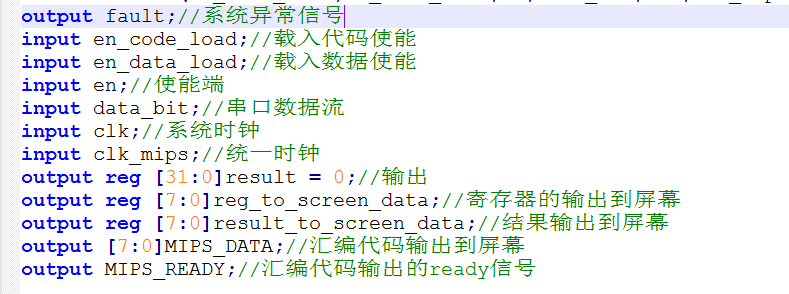 output fault;//系统异常信号
input en_code_load;//载入代码使能
input en_data_load;//载入数据使能
input en;//使能端
input data_bit;//串口数据流
input clk;//系统时钟
input clk_mips;//统一时钟
output reg [31:0]result = 0;//输出
output reg [7:0]reg_to_screen_data;//寄存器的输出到屏幕
output reg [7:0]result_to_screen_data;//结果输出到屏幕
output [7:0]MIPS_DATA;//汇编代码输出到屏幕
output MIPS_READY;//汇编代码输出的ready信号